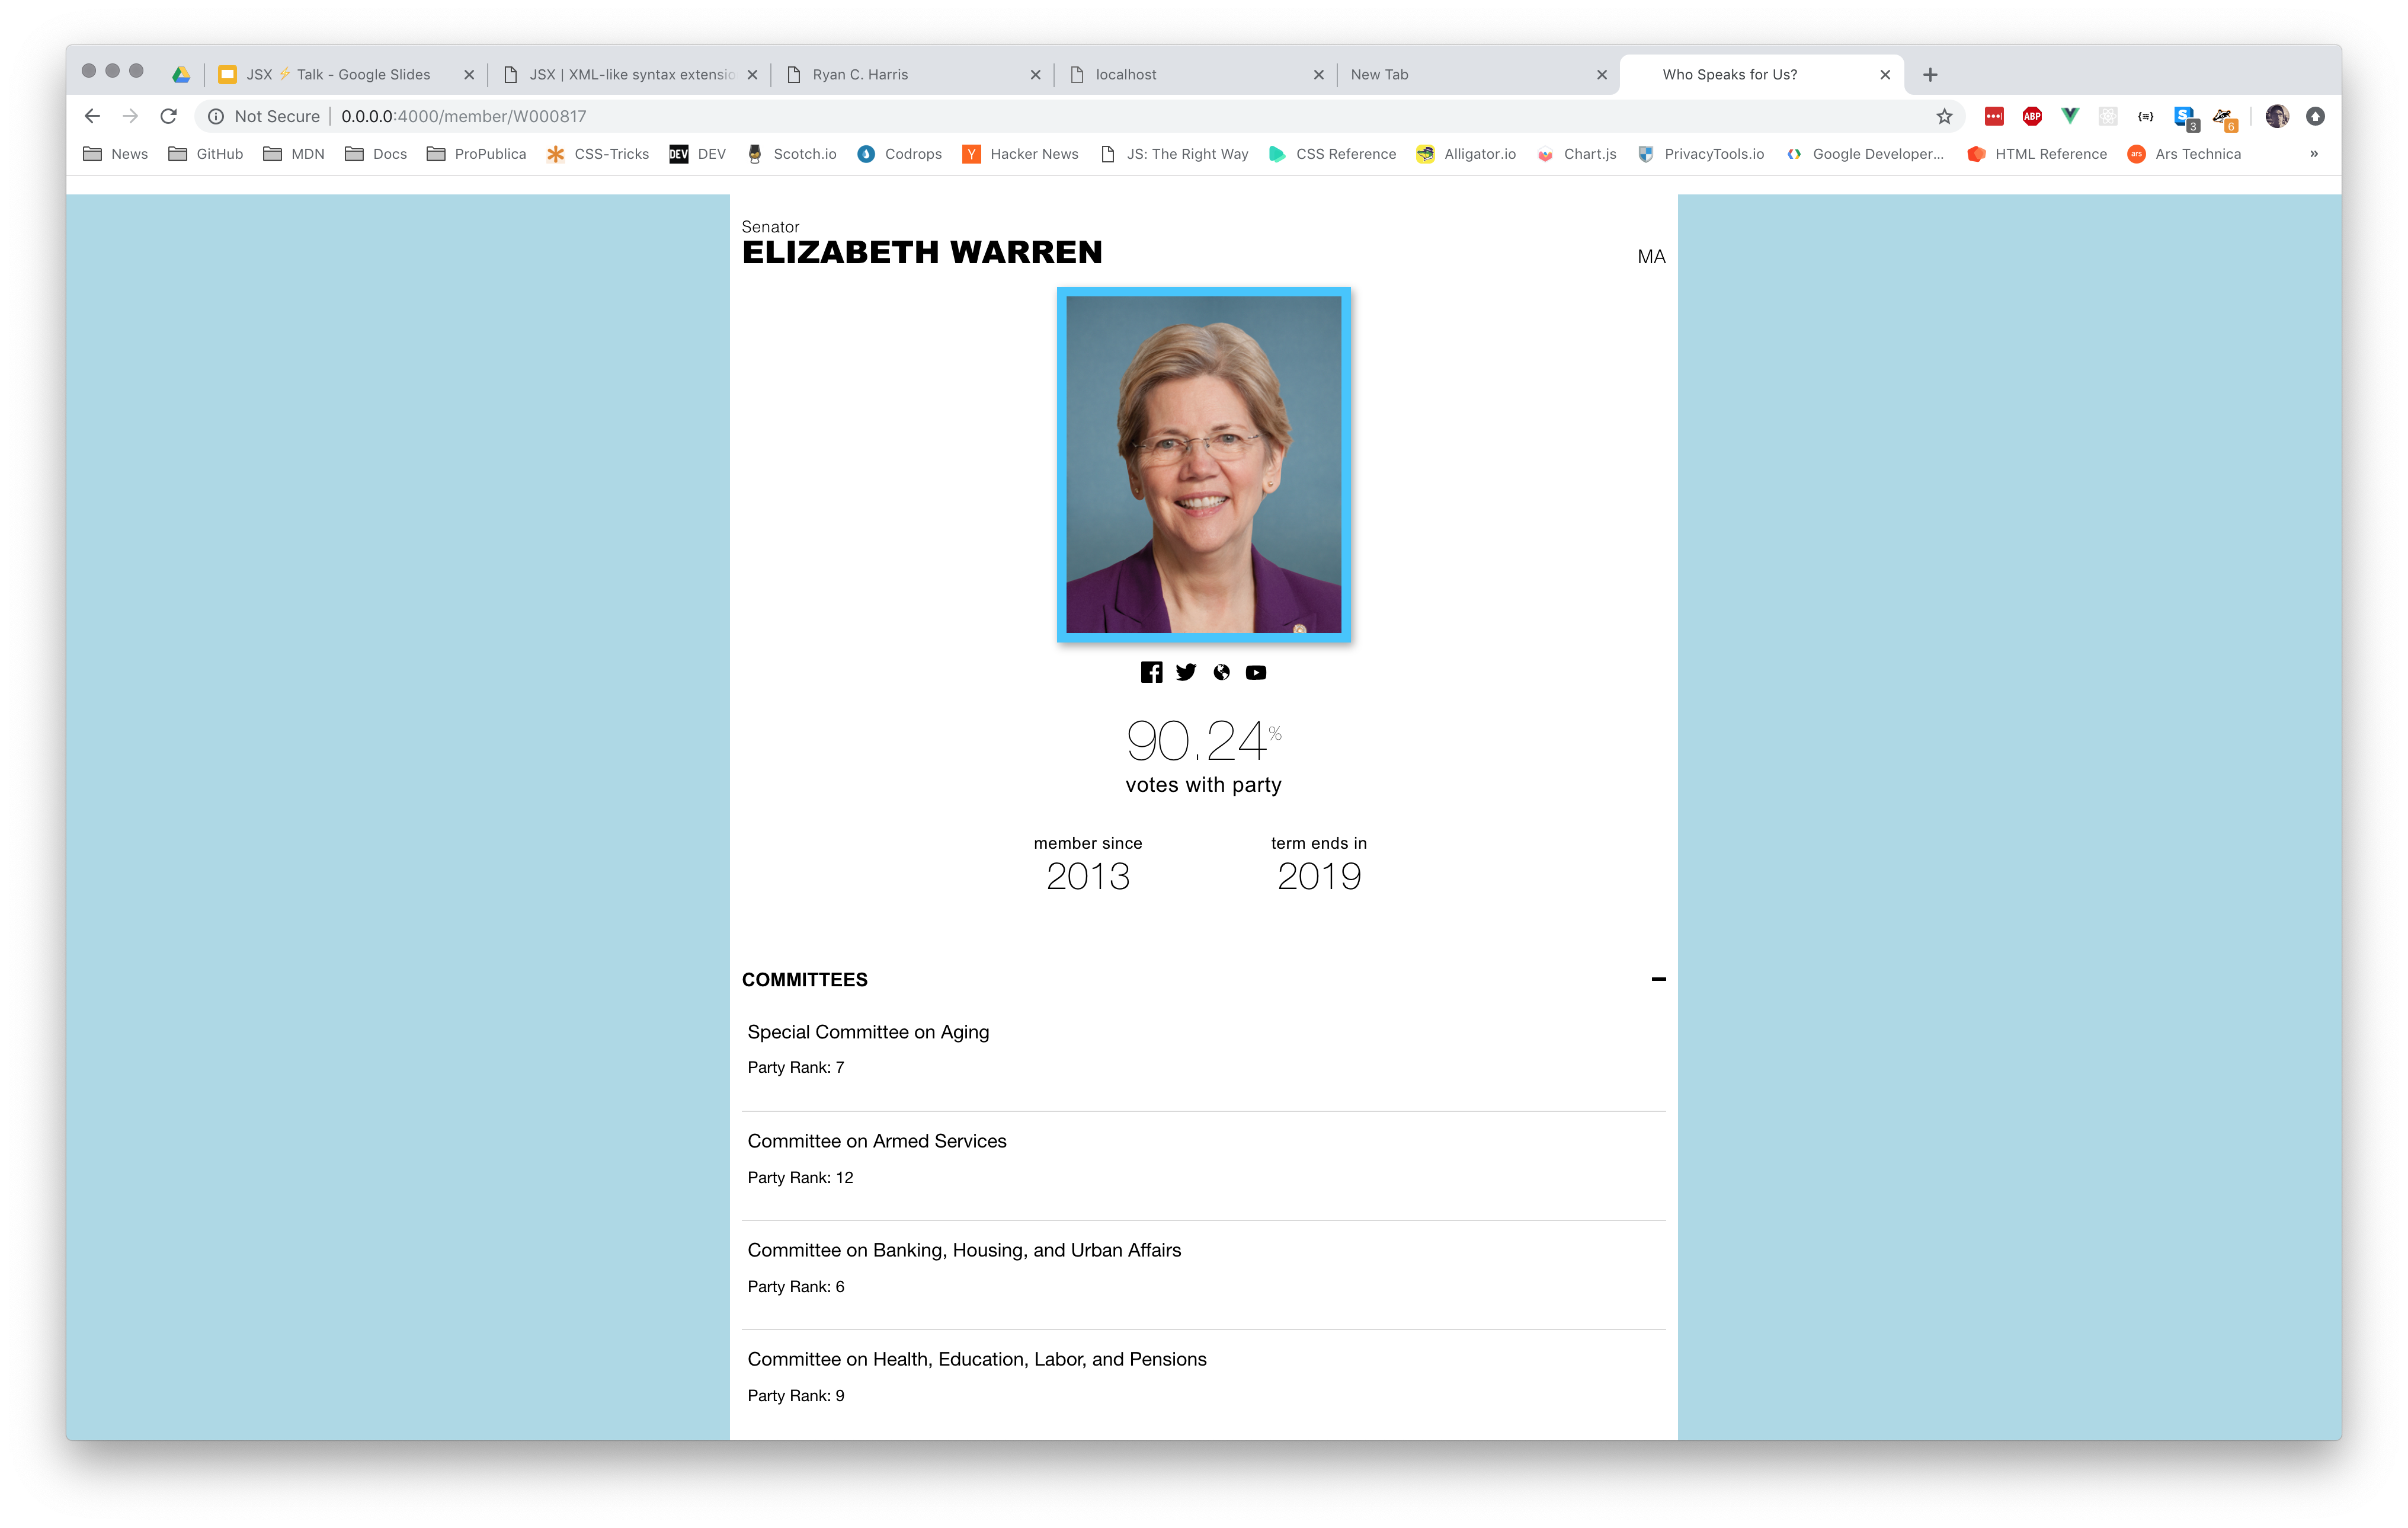 JSX ⚡ Talk - Google Slides
JSX | XML-like syntax extensio
Ryan C. Harris
localhost
New Tab
Who Speaks for Us?
Not Secure | 0.0.0.0:4000/member/W000817
ABP
3
6
News
GitHub
MDN
Docs
ProPublica
CSS-Tricks
DEV DEV
Scotch.io
Codrops
Y Hacker News
JS: The Right Way
CSS Reference
Alligator.io
Chart.js
PrivacyTools.io
Google Developer...
HTML Reference
ars Ars Technica
»
Senator
ELIZABETH WARREN
MA
90.24%
votes with party
member since
2013
term ends in
2019
COMMITTEES
Special Committee on Aging
Party Rank: 7
Committee on Armed Services
Party Rank: 12
Committee on Banking, Housing, and Urban Affairs
Party Rank: 6
Committee on Health, Education, Labor, and Pensions
Party Rank: 9